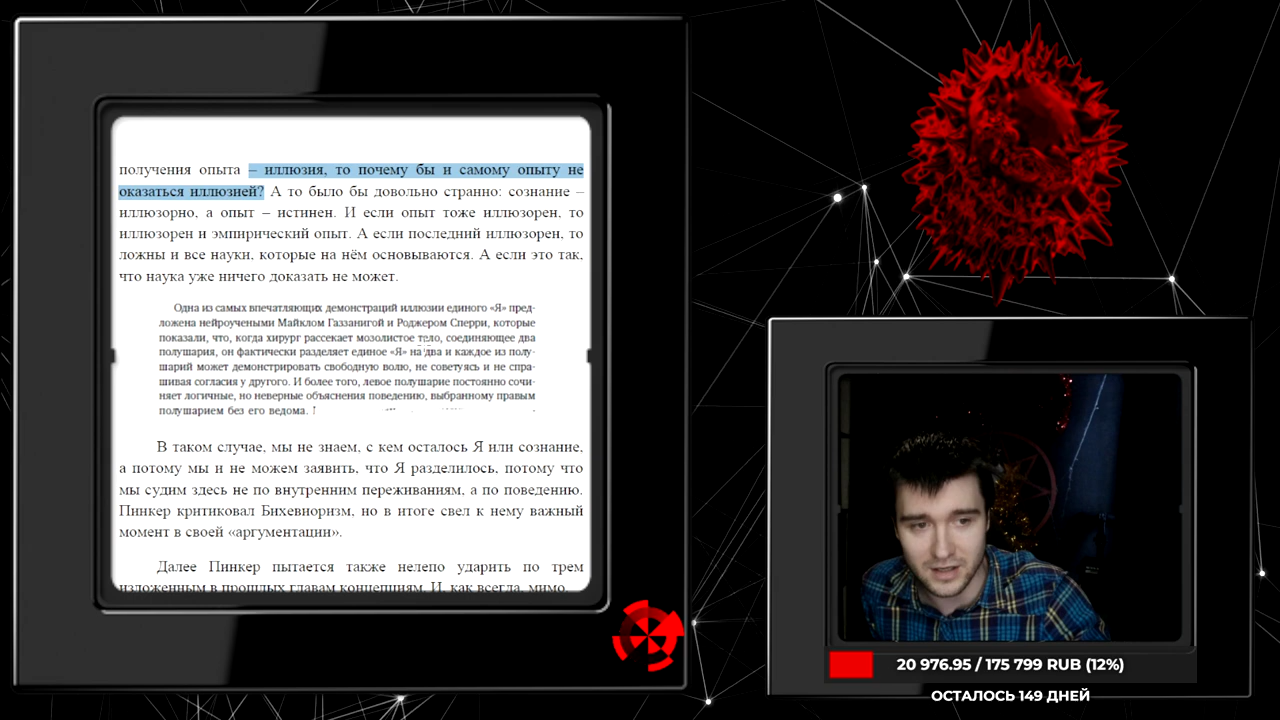 получения опыта – иллюзия, то почему бы и самому опыту не
оказаться иллюзией? А то было бы довольно странно: сознание –
иллюзорно, а опыт – истинен. И если опыт тоже иллюзорен, то
иллюзорен и эмпирический опыт. А если последний иллюзорен, то
ложны и все науки, которые на нём основываются. А если это так,
что наука уже ничего доказать не может.
Одна из самых впечатляющих демонстраций иллюзии единого «Я» пред-
ложена нейроучеными Майклом Газзанигой и Роджером Сперри, которые
показали, что, когда хирург рассекает мозолистое тело, соединяющее два
полушария, он фактически разделяет единое «Я» на два и каждое из полу-
шарий может демонстрировать свободную волю, не советуясь и не спра-
шивая согласия у другого. И более того, левое полушарие постоянно сочи-
няет логичные, но неверные объяснения поведению, выбранному правым
полушарием без его ведома.
В таком случае, мы не знаем, с кем осталось Я или сознание,
а потому мы и не можем заявить, что Я разделилось, потому что
мы судим здесь не по внутренним переживаниям, а по поведению.
Пинкер критиковал Бихевиоризм, но в итоге свел к нему важный
момент в своей «аргументации».
Далее Пинкер пытается также нелепо ударить по трем
изложенным в прошлых главам концепциям. И, как всегда, мимо.
20 976.95 / 175 799 RUB (12%)
ОСТАЛОСЬ 149 ДНЕЙ